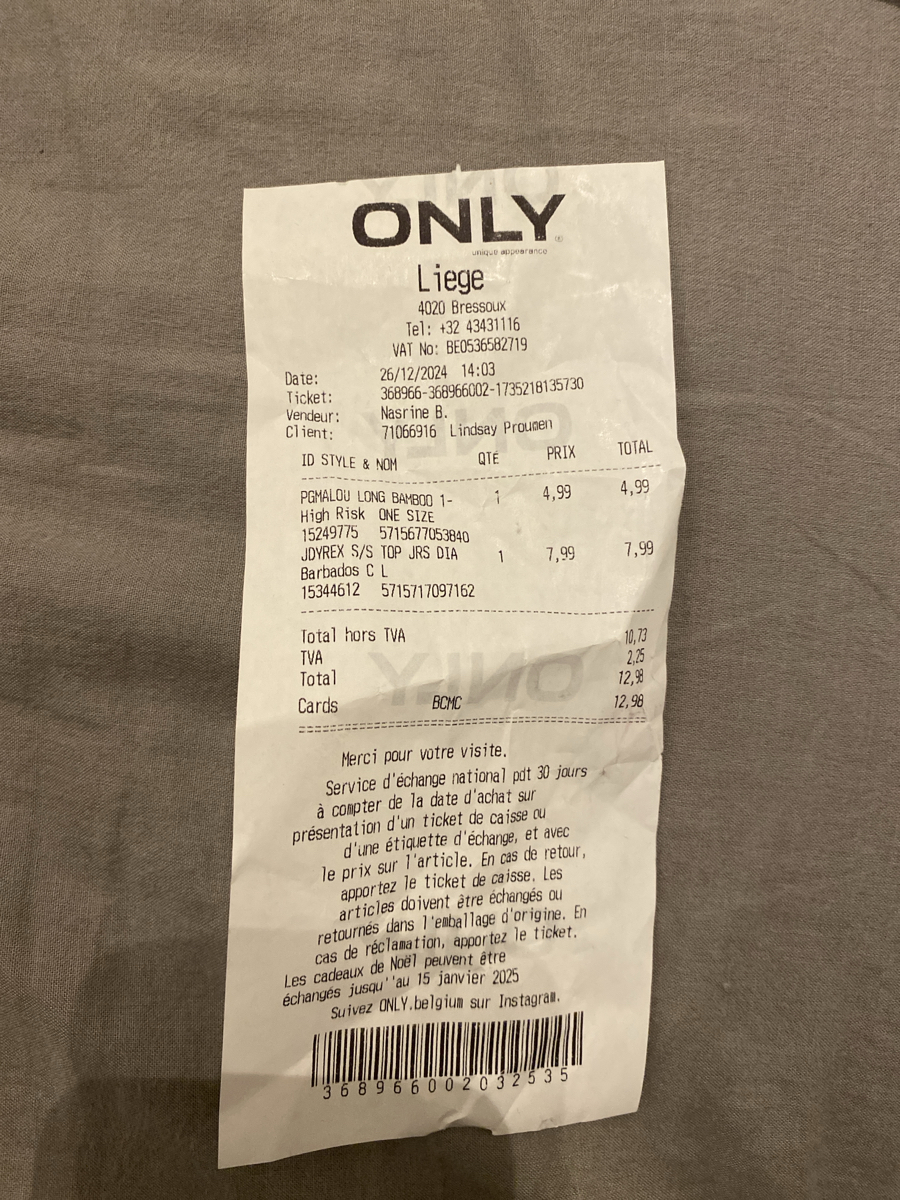 ONLY
unique appearance
Liege
4020 Bressoux
Tel: +32 43431116
VAT No: BE0536582719
Date: 26/12/2024 14:03
Ticket: 368966-368966002-1735218135730
Vendeur: Nasrine B.
Client: 71066916 Lindsay Proumen
ID STYLE & NOM QTÉ PRIX TOTAL
PGMALOU LONG BAMBOO 1- 1 4,99 4,99
High Risk ONE SIZE
15249775 5715677053840
JDYREX S/S TOP JRS DIA 1 7,99 7,99
Barbados C L
15344612 5715717097162
Total hors TVA 10,73
TVA 2,25
Total 12,98
Cards BCMC 12,98
Merci pour votre visite.
Service d'échange national pdt 30 jours
à compter de la date d'achat sur
présentation d'un ticket de caisse ou
d'une étiquette d'échange, et avec
le prix sur l'article. En cas de retour,
apportez le ticket de caisse. Les
articles doivent être échangés ou
retournés dans l'emballage d'origine. En
cas de réclamation, apportez le ticket.
Les cadeaux de Noël peuvent être
échangés jusqu''au 15 janvier 2025
Suivez ONLY.belgium sur Instagram.
368966002032535